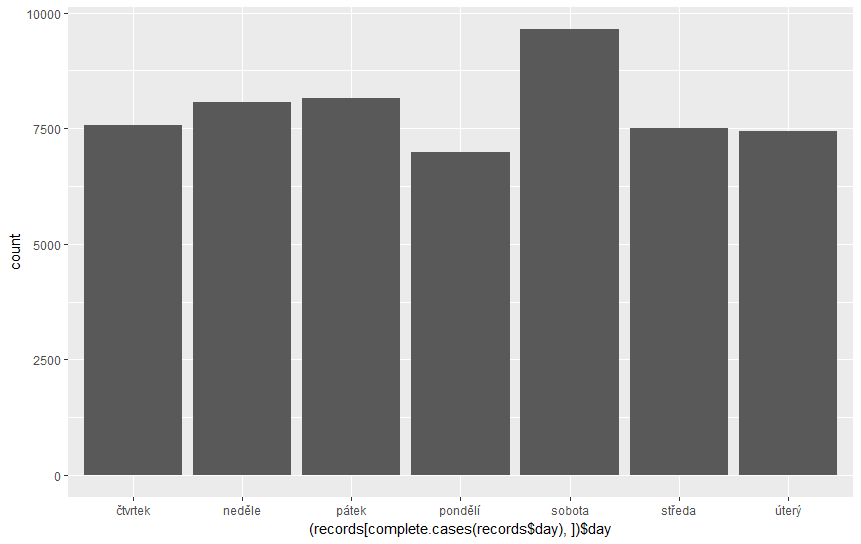 10000
7500
5000
2500
0
count
čtvrtek neděle pátek pondělí sobota středa úterý
(records[complete.cases(records$day), ])$day